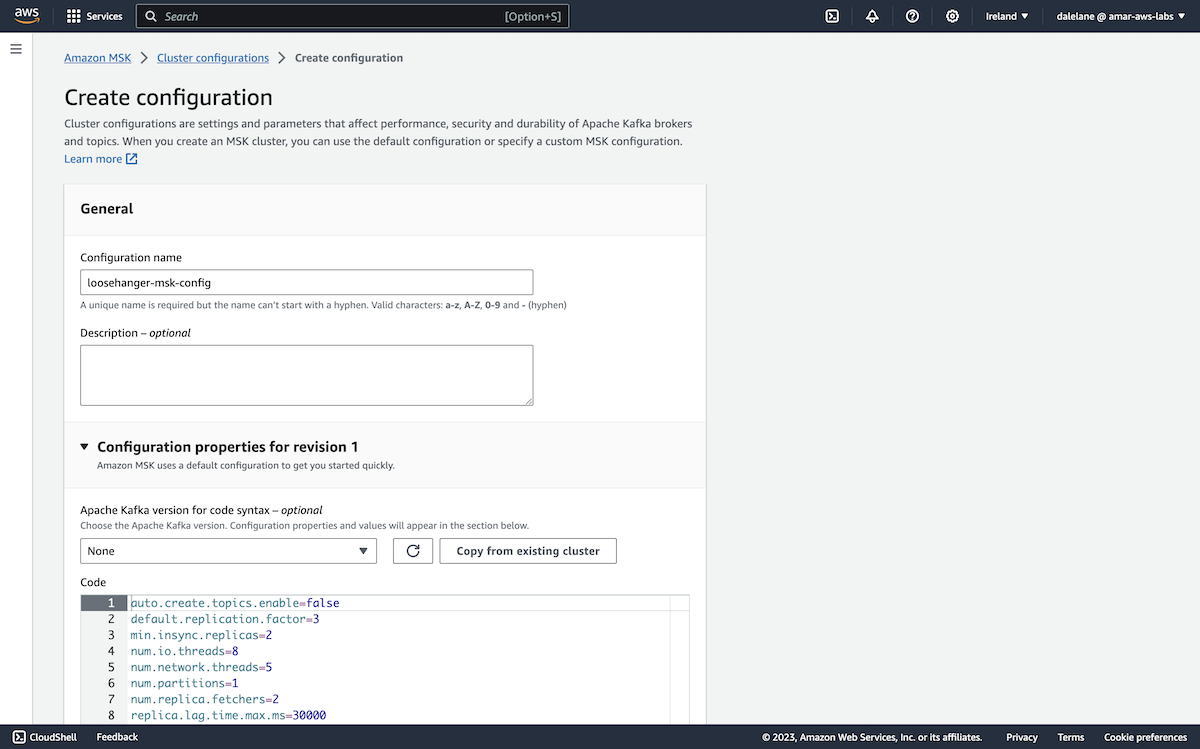 aws Services Search [Option+S] Ireland dalelane @ amar-aws-labs
Amazon MSK Cluster configurations Create configuration
Create configuration
Cluster configurations are settings and parameters that affect performance, security and durability of Apache Kafka brokers
and topics. When you create an MSK cluster, you can use the default configuration or specify a custom MSK configuration.
Learn more
General
Configuration name
loosehanger-msk-config
A unique name is required but the name can't start with a hyphen. Valid characters: a-z, A-Z, 0-9 and - (hyphen)
Description – optional
Configuration properties for revision 1
Amazon MSK uses a default configuration to get you started quickly.
Apache Kafka version for code syntax – optional
Choose the Apache Kafka version. Configuration properties and values will appear in the section below.
None Copy from existing cluster
Code
1 auto.create.topics.enable=false
2 default.replication.factor=3
3 min.insync.replicas=2
4 num.io.threads=8
5 num.network.threads=5
6 num.partitions=1
7 num.replica.fetchers=2
8 replica.lag.time.max.ms=30000
CloudShell Feedback © 2023, Amazon Web Services, Inc. or its affiliates. Privacy Terms Cookie preferences